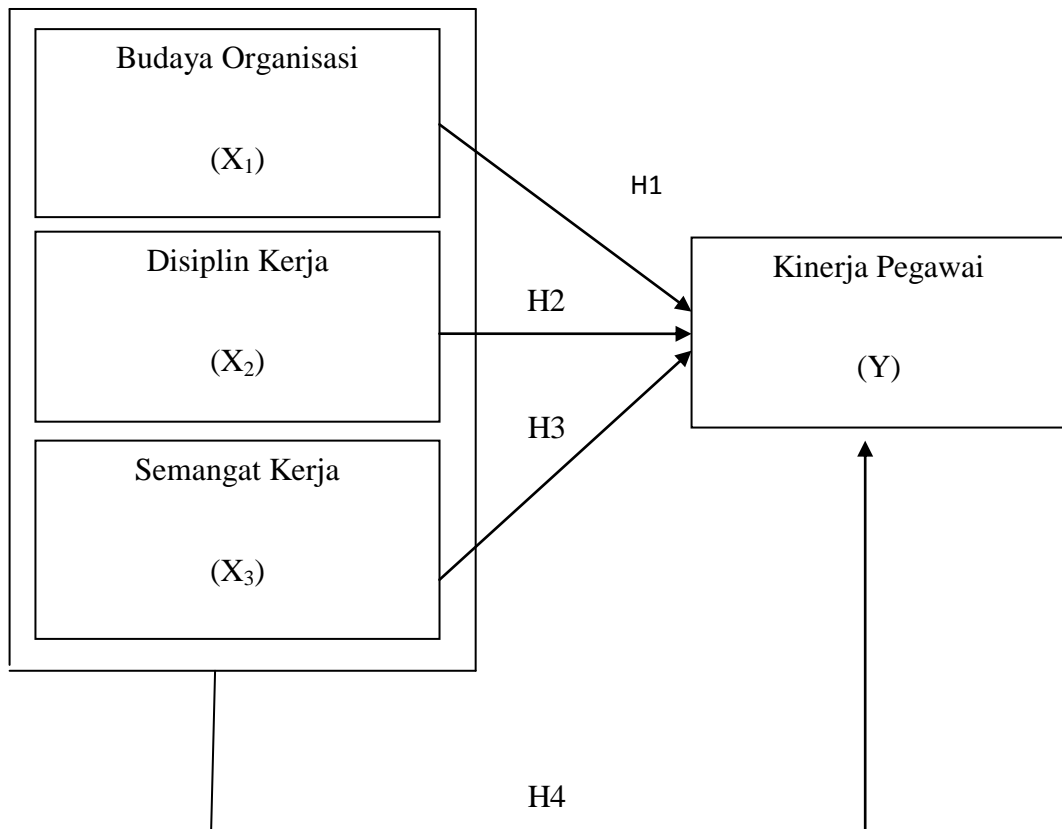 Budaya Organisasi
(X₁)
H1
Disiplin Kerja
(X₂)
H2
Kinerja Pegawai
(Y)
H3
Semangat Kerja
(X₃)
H4